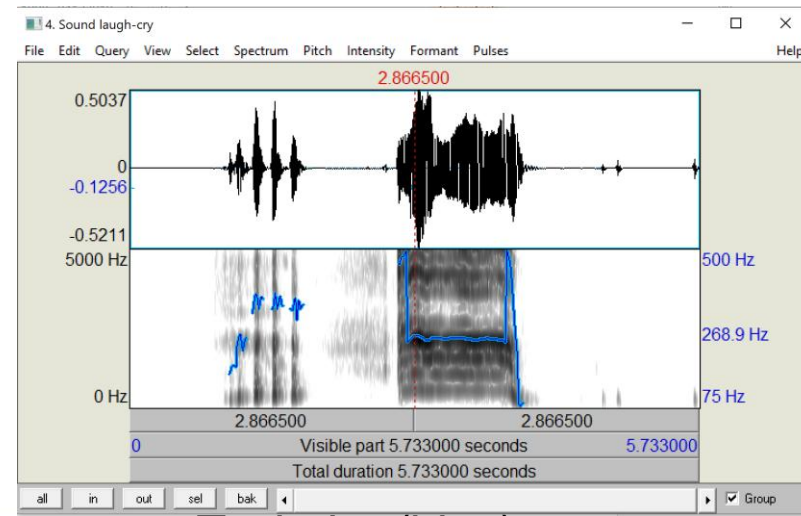 4. Sound laugh-cry
File Edit Query View Select Spectrum Pitch Intensity Formant Pulses Help
2.866500
0.5037
0
-0.1256
-0.5211
5000 Hz 500 Hz
268.9 Hz
0 Hz 75 Hz
2.866500 2.866500
0 Visible part 5.733000 seconds 5.733000
Total duration 5.733000 seconds
all in out sel bak Group